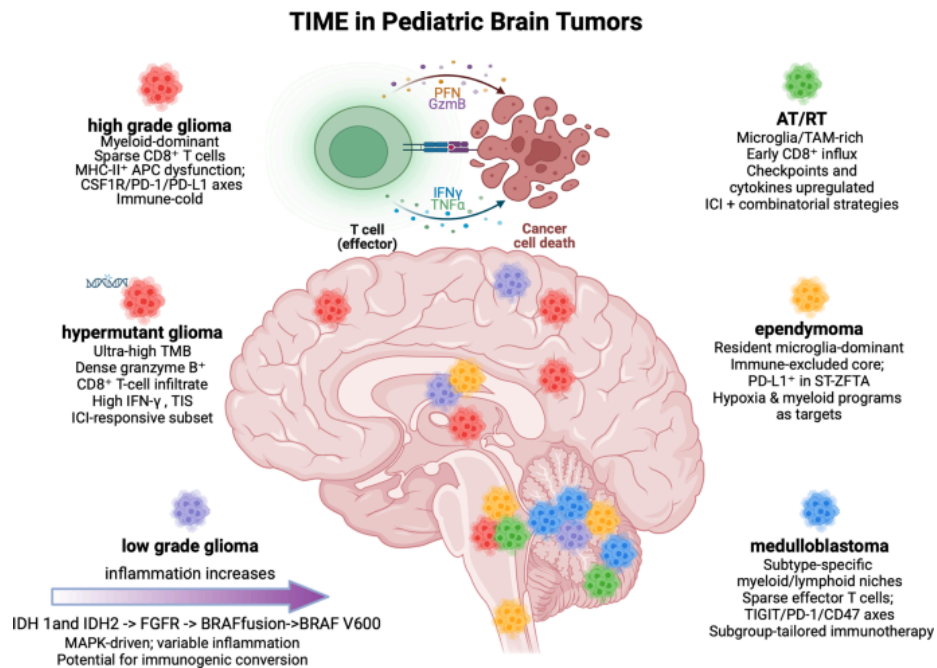 TIME in Pediatric Brain Tumors
high grade glioma
Myeloid-dominant
Sparse CD8⁺ T cells
MHC-II⁺ APC dysfunction;
CSF1R/PD-1/PD-L1 axes
Immune-cold
PFN
GzmB
IFNγ
TNFα
T cell
(effector)
Cancer
cell death
AT/RT
Microglia/TAM-rich
Early CD8⁺ influx
Checkpoints and
cytokines upregulated
ICI + combinatorial strategies
hypermutant glioma
Ultra-high TMB
Dense granzyme B⁺
CD8⁺ T-cell infiltrate
High IFN-γ , TIS
ICI-responsive subset
ependymoma
Resident microglia-dominant
Immune-excluded core;
PD-L1⁺ in ST-ZFTA
Hypoxia & myeloid programs
as targets
low grade glioma
inflammation increases
IDH 1and IDH2 -> FGFR -> BRAFfusion->BRAF V600
MAPK-driven; variable inflammation
Potential for immunogenic conversion
medulloblastoma
Subtype-specific
myeloid/lymphoid niches
Sparse effector T cells;
TIGIT/PD-1/CD47 axes
Subgroup-tailored immunotherapy